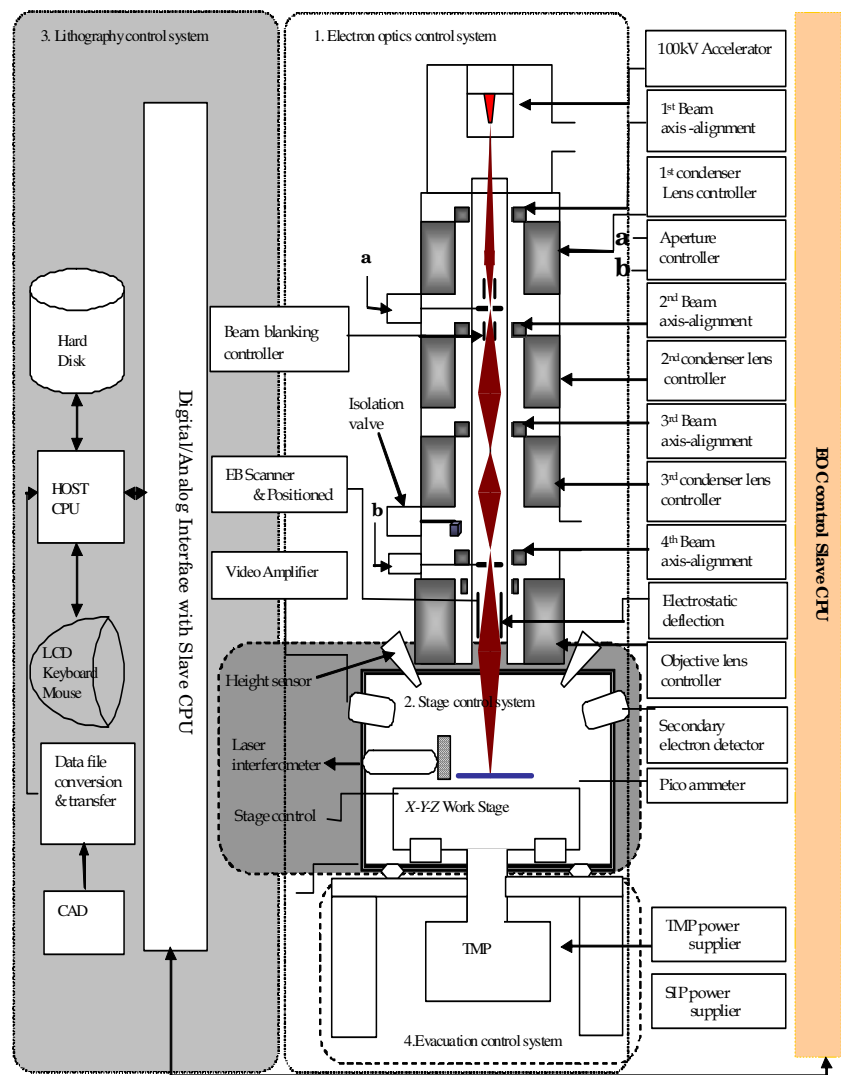 3. Lithography control system
1. Electron optics control system
100kV Accelerator
1st Beam
axis-alignment
1st condenser
Lens controller
a
Aperture
b
controller
2nd Beam
axis-alignment
2nd condenser lens
controller
3rd Beam
axis-alignment
3rd condenser lens
controller
4th Beam
axis-alignment
Electrostatic
deflection
Objective lens
controller
Secondary
electron detector
Pico ammeter
TMP power
supplier
SIP power
supplier
EOC control Slave CPU
a
Beam blanking
controller
Isolation
valve
EB Scanner
& Positioned
b
Video Amplifier
Height sensor
2. Stage control system
Laser
interferometer
Stage control
X-Y-Z Work Stage
TMP
4.Evacuation control system
Hard
Disk
HOST
CPU
LCD
Keyboard
Mouse
Data file
conversion
& transfer
CAD
Digital/Analog Interface with Slave CPU